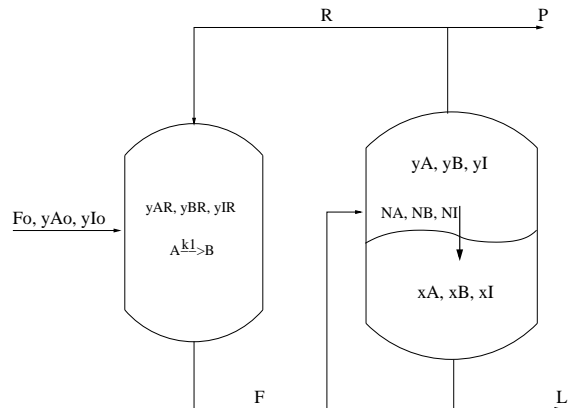 R P
yA, yB, yI
yAR, yBR, yIR
Fo, yAo, yIo
NA, NB, NI
A k1 -->B
xA, xB, xI
F L